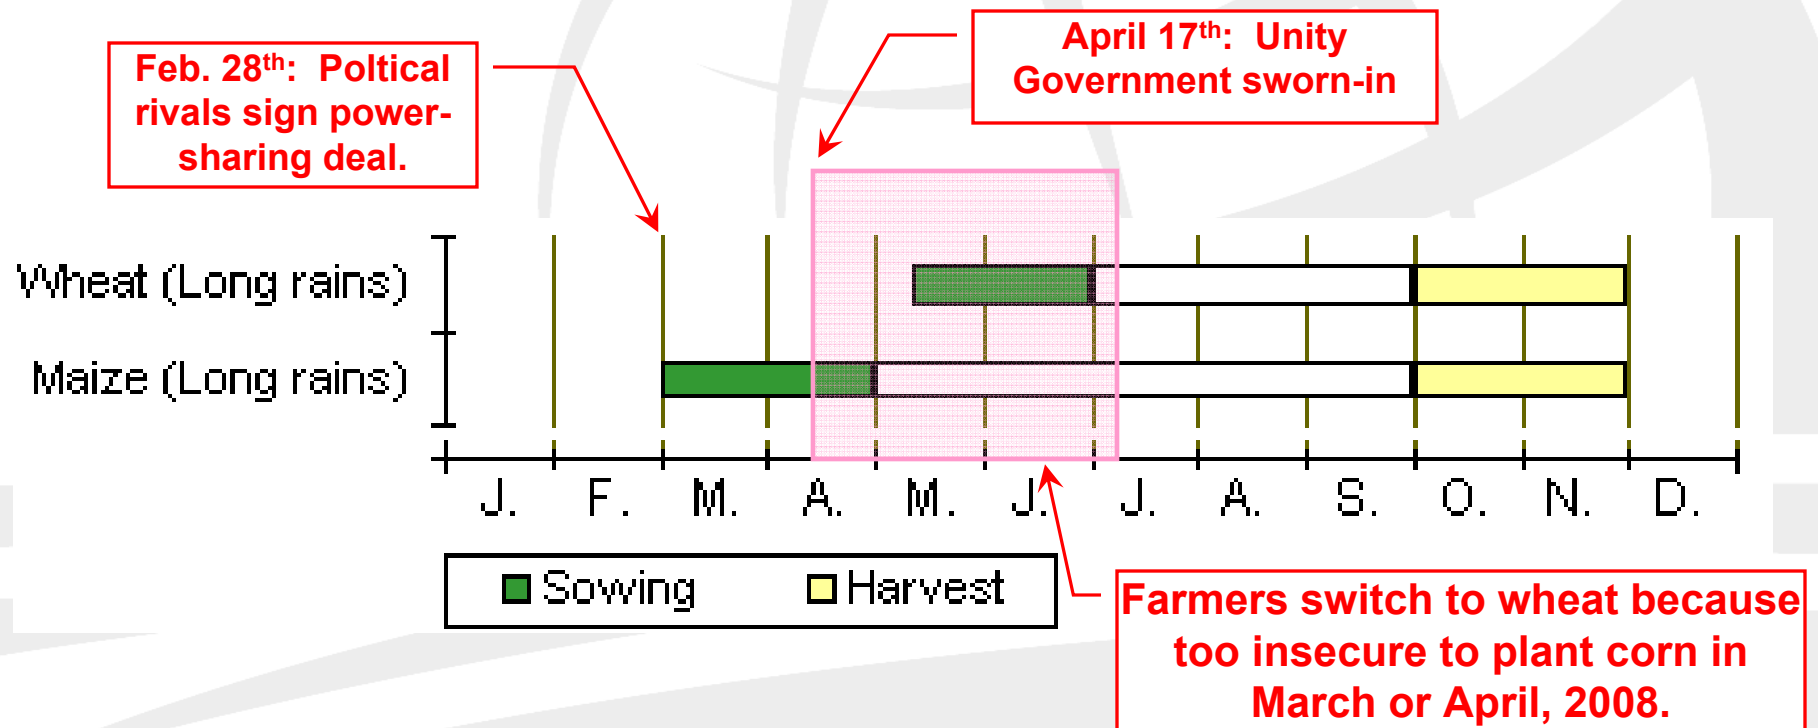 Feb. 28th: Poltical
rivals sign power-
sharing deal.
April 17th: Unity
Government sworn-in
Wheat (Long rains)
Maize (Long rains)
J. F. M. A. M. J. J. A. S. O. N. D.
Sowing Harvest
Farmers switch to wheat because
too insecure to plant corn in
March or April, 2008.